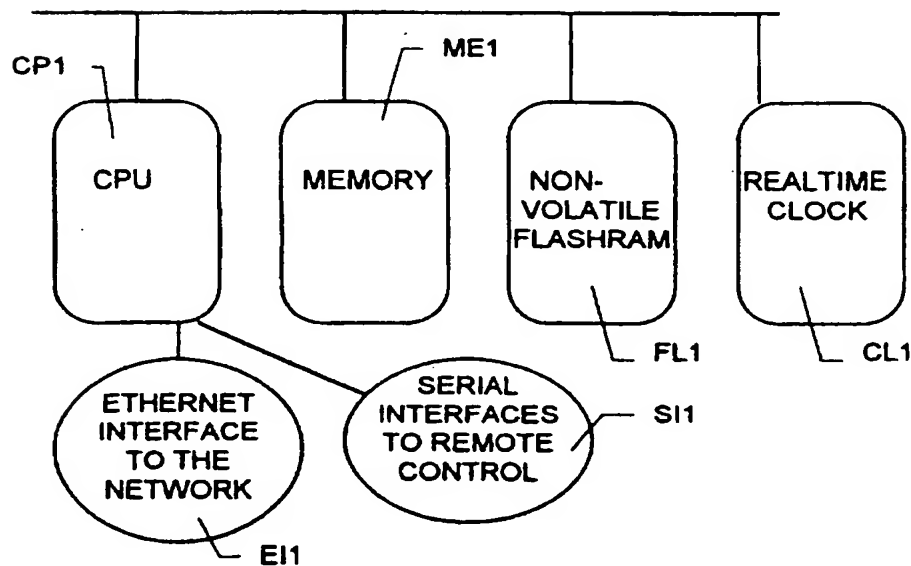 CP1
ME1
CPU
MEMORY
NON-
VOLATILE
FLASHRAM
REALTIME
CLOCK
FL1
CL1
ETHERNET
INTERFACE
TO THE
NETWORK
SERIAL
INTERFACES
TO REMOTE
CONTROL
SI1
EI1